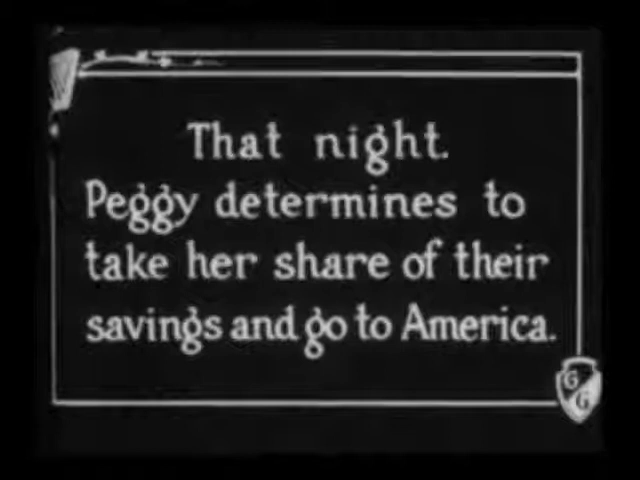 That night.
Peggy determines to
take her share of their
savings and go to America.
G
G